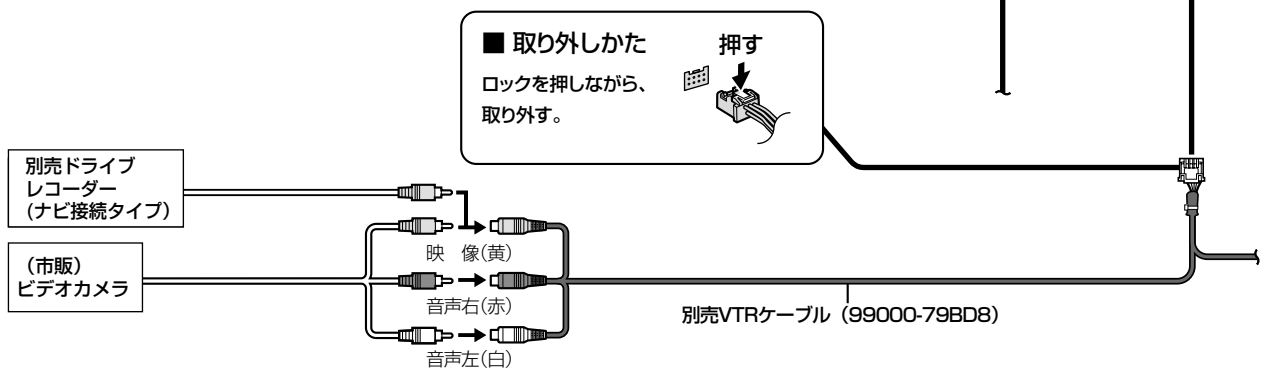 ■ 取り外しかた
押す
ロックを押しながら、
取り外す。
別売ドライブ
レコーダー
(ナビ接続タイプ)
映　像(黄)
(市販)
ビデオカメラ
音声右(赤)
別売VTRケーブル（99000-79BD8）
音声左(白)